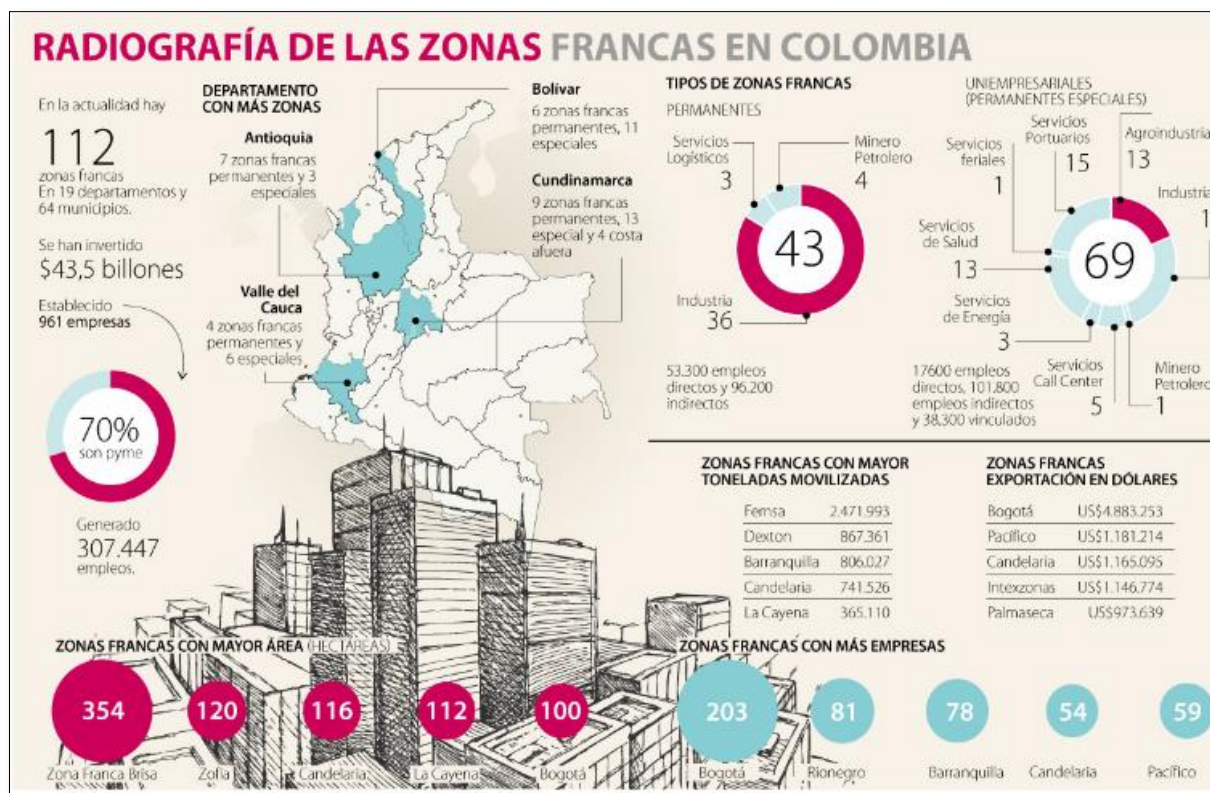 RADIOGRAFÍA DE LAS ZONAS FRANCAS EN COLOMBIA
En la actualidad hay
112
zonas francas
En 19 departamentos y
64 municipios.
Se han invertido
$43,5 billones
Establecido
961 empresas
70%
son pyme
Generado
307.447
empleos.
DEPARTAMENTO
CON MÁS ZONAS
Antioquia
7 zonas francas
permanentes y 3
especiales
Valle del
Cauca
4 zonas francas
permanentes y
6 especiales
Bolívar
6 zonas francas
permanentes, 11
especiales
Cundinamarca
9 zonas francas
permanentes, 13
especial y 4 costa
afuera
TIPOS DE ZONAS FRANCAS
PERMANENTES
Servicios
Logísticos
3
Minero
Petrolero
4
43
Industria
36
53.300 empleos
directos y 96.200
indirectos
UNIEMPRESARIALES
(PERMANENTES ESPECIALES)
Servicios
Portuarios
15
Agroindustria
13
Servicios
feriales
1
Industria
1
Servicios
de Salud
13
69
Servicios
de Energía
3
Servicios
Call Center
5
Minero
Petrolero
1
17600 empleos
directos, 101.800
empleos indirectos
y 38.300 vinculados
ZONAS FRANCAS CON MAYOR
TONELADAS MOVILIZADAS
Femsa 2.471.993
Dexton 867.361
Barranquilla 806.027
Candelaria 741.526
La Cayena 365.110
ZONAS FRANCAS
EXPORTACIÓN EN DÓLARES
Bogotá US$4.883.253
Pacífico US$1.181.214
Candelaria US$1.165.095
Intexzonas US$1.146.774
Palmaseca US$973.639
ZONAS FRANCAS CON MAYOR ÁREA (HECTÁREAS)
354 120 116 112 100
Zona Franca Brisa Zofia Candelaria La Cayena Bogotá
ZONAS FRANCAS CON MÁS EMPRESAS
203 81 78 54 59
Bogotá Rionegro Barranquilla Candelaria Pacífico